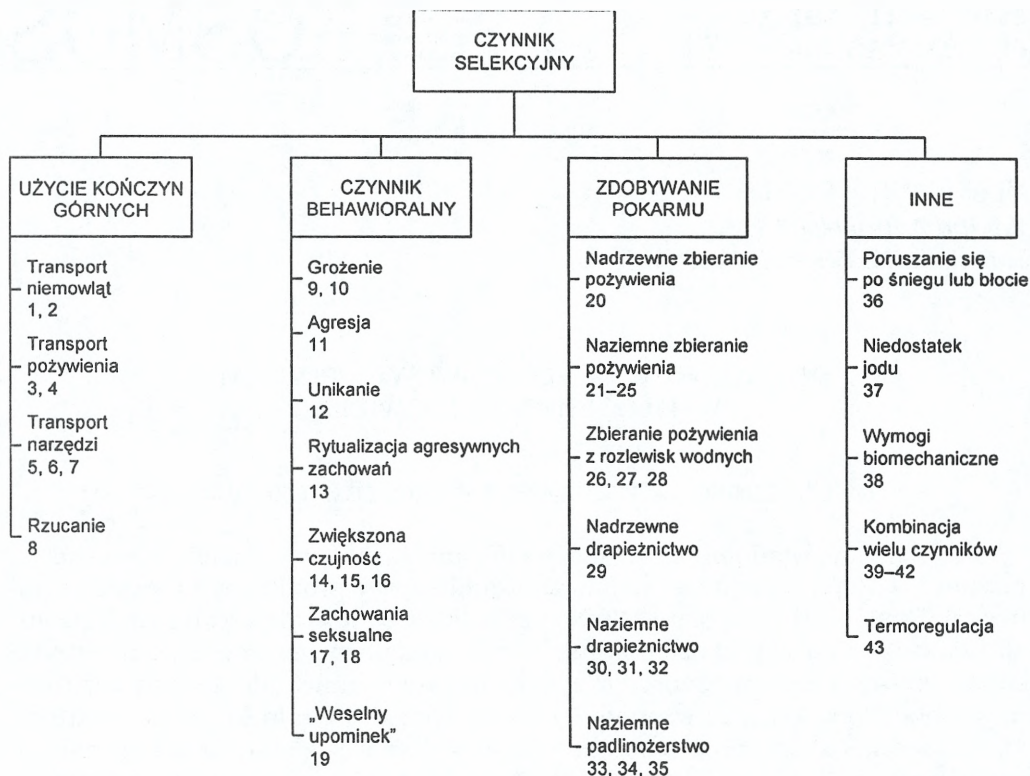 CZYNNIK
SELEKCYJNY
UŻYCIE KOŃCZYN
GÓRNYCH
Transport
niemowląt
1, 2
Transport
pożywienia
3, 4
Transport
narzędzi
5, 6, 7
Rzucanie
8
CZYNNIK
BEHAWIORALNY
Grożenie
9, 10
Agresja
11
Unikanie
12
Rytualizacja agresywnych
zachowań
13
Zwiększona
czujność
14, 15, 16
Zachowania
seksualne
17, 18
„Weselny
upominek”
19
ZDOBYWANIE
POKARMU
Nadrzewne zbieranie
pożywienia
20
Naziemne zbieranie
pożywienia
21–25
Zbieranie pożywienia
z rozlewisk wodnych
26, 27, 28
Nadrzewne
drapieżnictwo
29
Naziemne
drapieżnictwo
30, 31, 32
Naziemne
padlinożerstwo
33, 34, 35
INNE
Poruszanie się
po śniegu lub błocie
36
Niedostatek
jodu
37
Wymogi
biomechaniczne
38
Kombinacja
wielu czynników
39–42
Termoregulacja
43